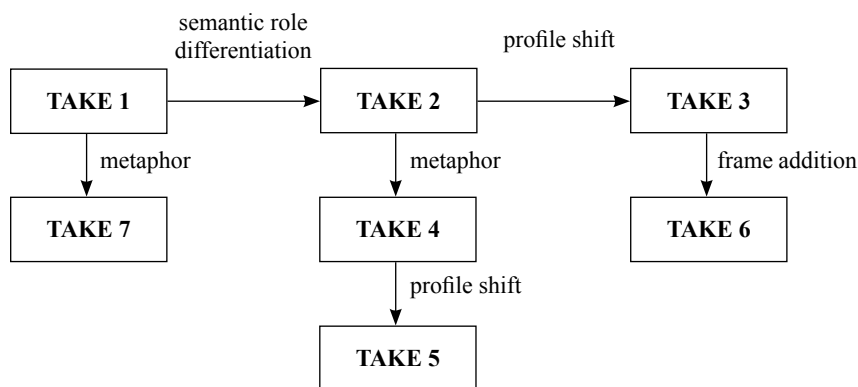 semantic role
differentiation
profile shift
TAKE 1
TAKE 2
TAKE 3
metaphor
metaphor
frame addition
TAKE 7
TAKE 4
TAKE 6
profile shift
TAKE 5